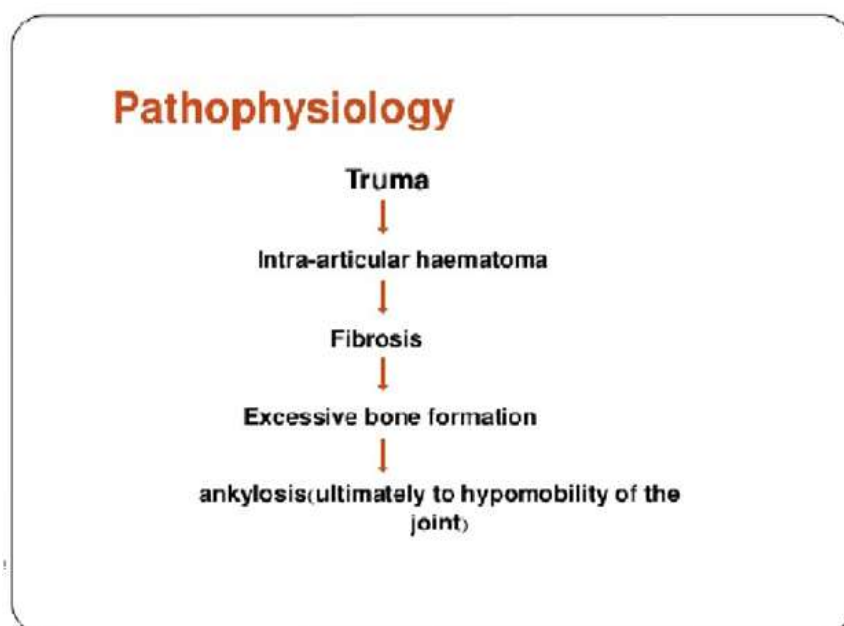 Pathophysiology
Truma
Intra-articular haematoma
Fibrosis
Excessive bone formation
ankylosis(ultimately to hypomobility of the
joint)